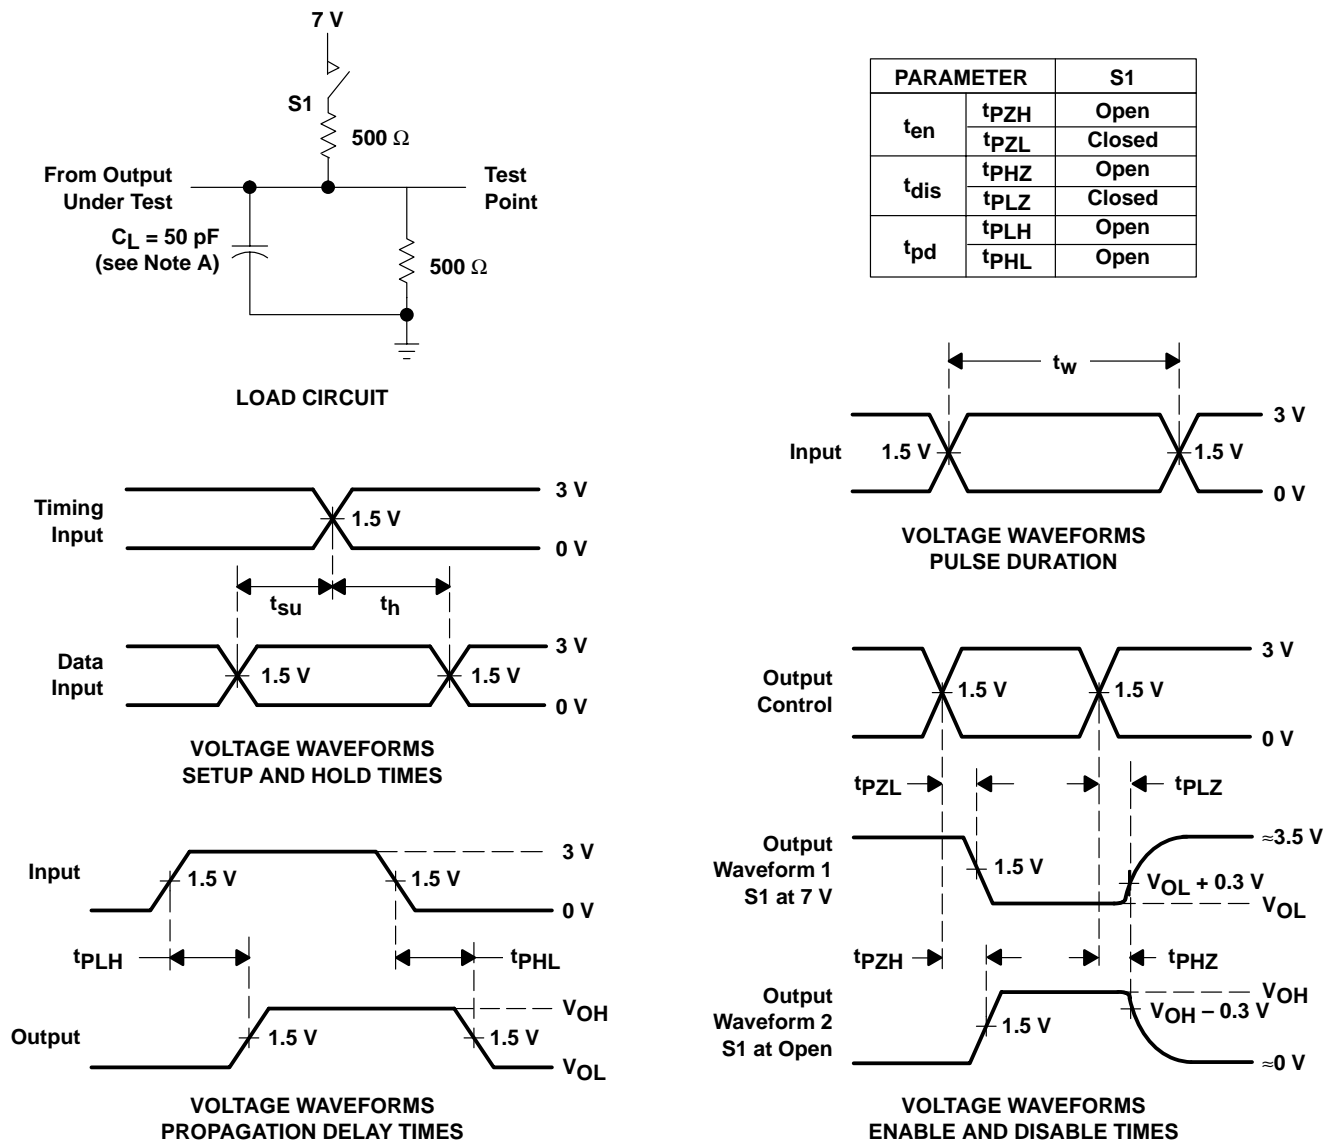 7 V
S1
500 Ω
From Output
Under Test
Test
Point
CL = 50 pF
(see Note A)
500 Ω
LOAD CIRCUIT
PARAMETER S1
ten tPZH Open
tPZL Closed
tdis tPHZ Open
tPLZ Closed
tpd tPLH Open
tPHL Open
tw
3 V
Input 1.5 V 1.5 V
0 V
VOLTAGE WAVEFORMS
PULSE DURATION
Timing
Input
3 V
1.5 V
0 V
tsu th
Data
Input
3 V
1.5 V 1.5 V
0 V
VOLTAGE WAVEFORMS
SETUP AND HOLD TIMES
Input
3 V
1.5 V 1.5 V
0 V
tPLH tPHL
Output
VOH
1.5 V 1.5 V
VOL
VOLTAGE WAVEFORMS
PROPAGATION DELAY TIMES
Output
Control
3 V
1.5 V 1.5 V
0 V
tPZL tPLZ
Output
Waveform 1
S1 at 7 V
≈3.5 V
1.5 V
VOL + 0.3 V
VOL
tPZH tPHZ
Output
Waveform 2
S1 at Open
VOH
VOH – 0.3 V
1.5 V
≈0 V
VOLTAGE WAVEFORMS
ENABLE AND DISABLE TIMES